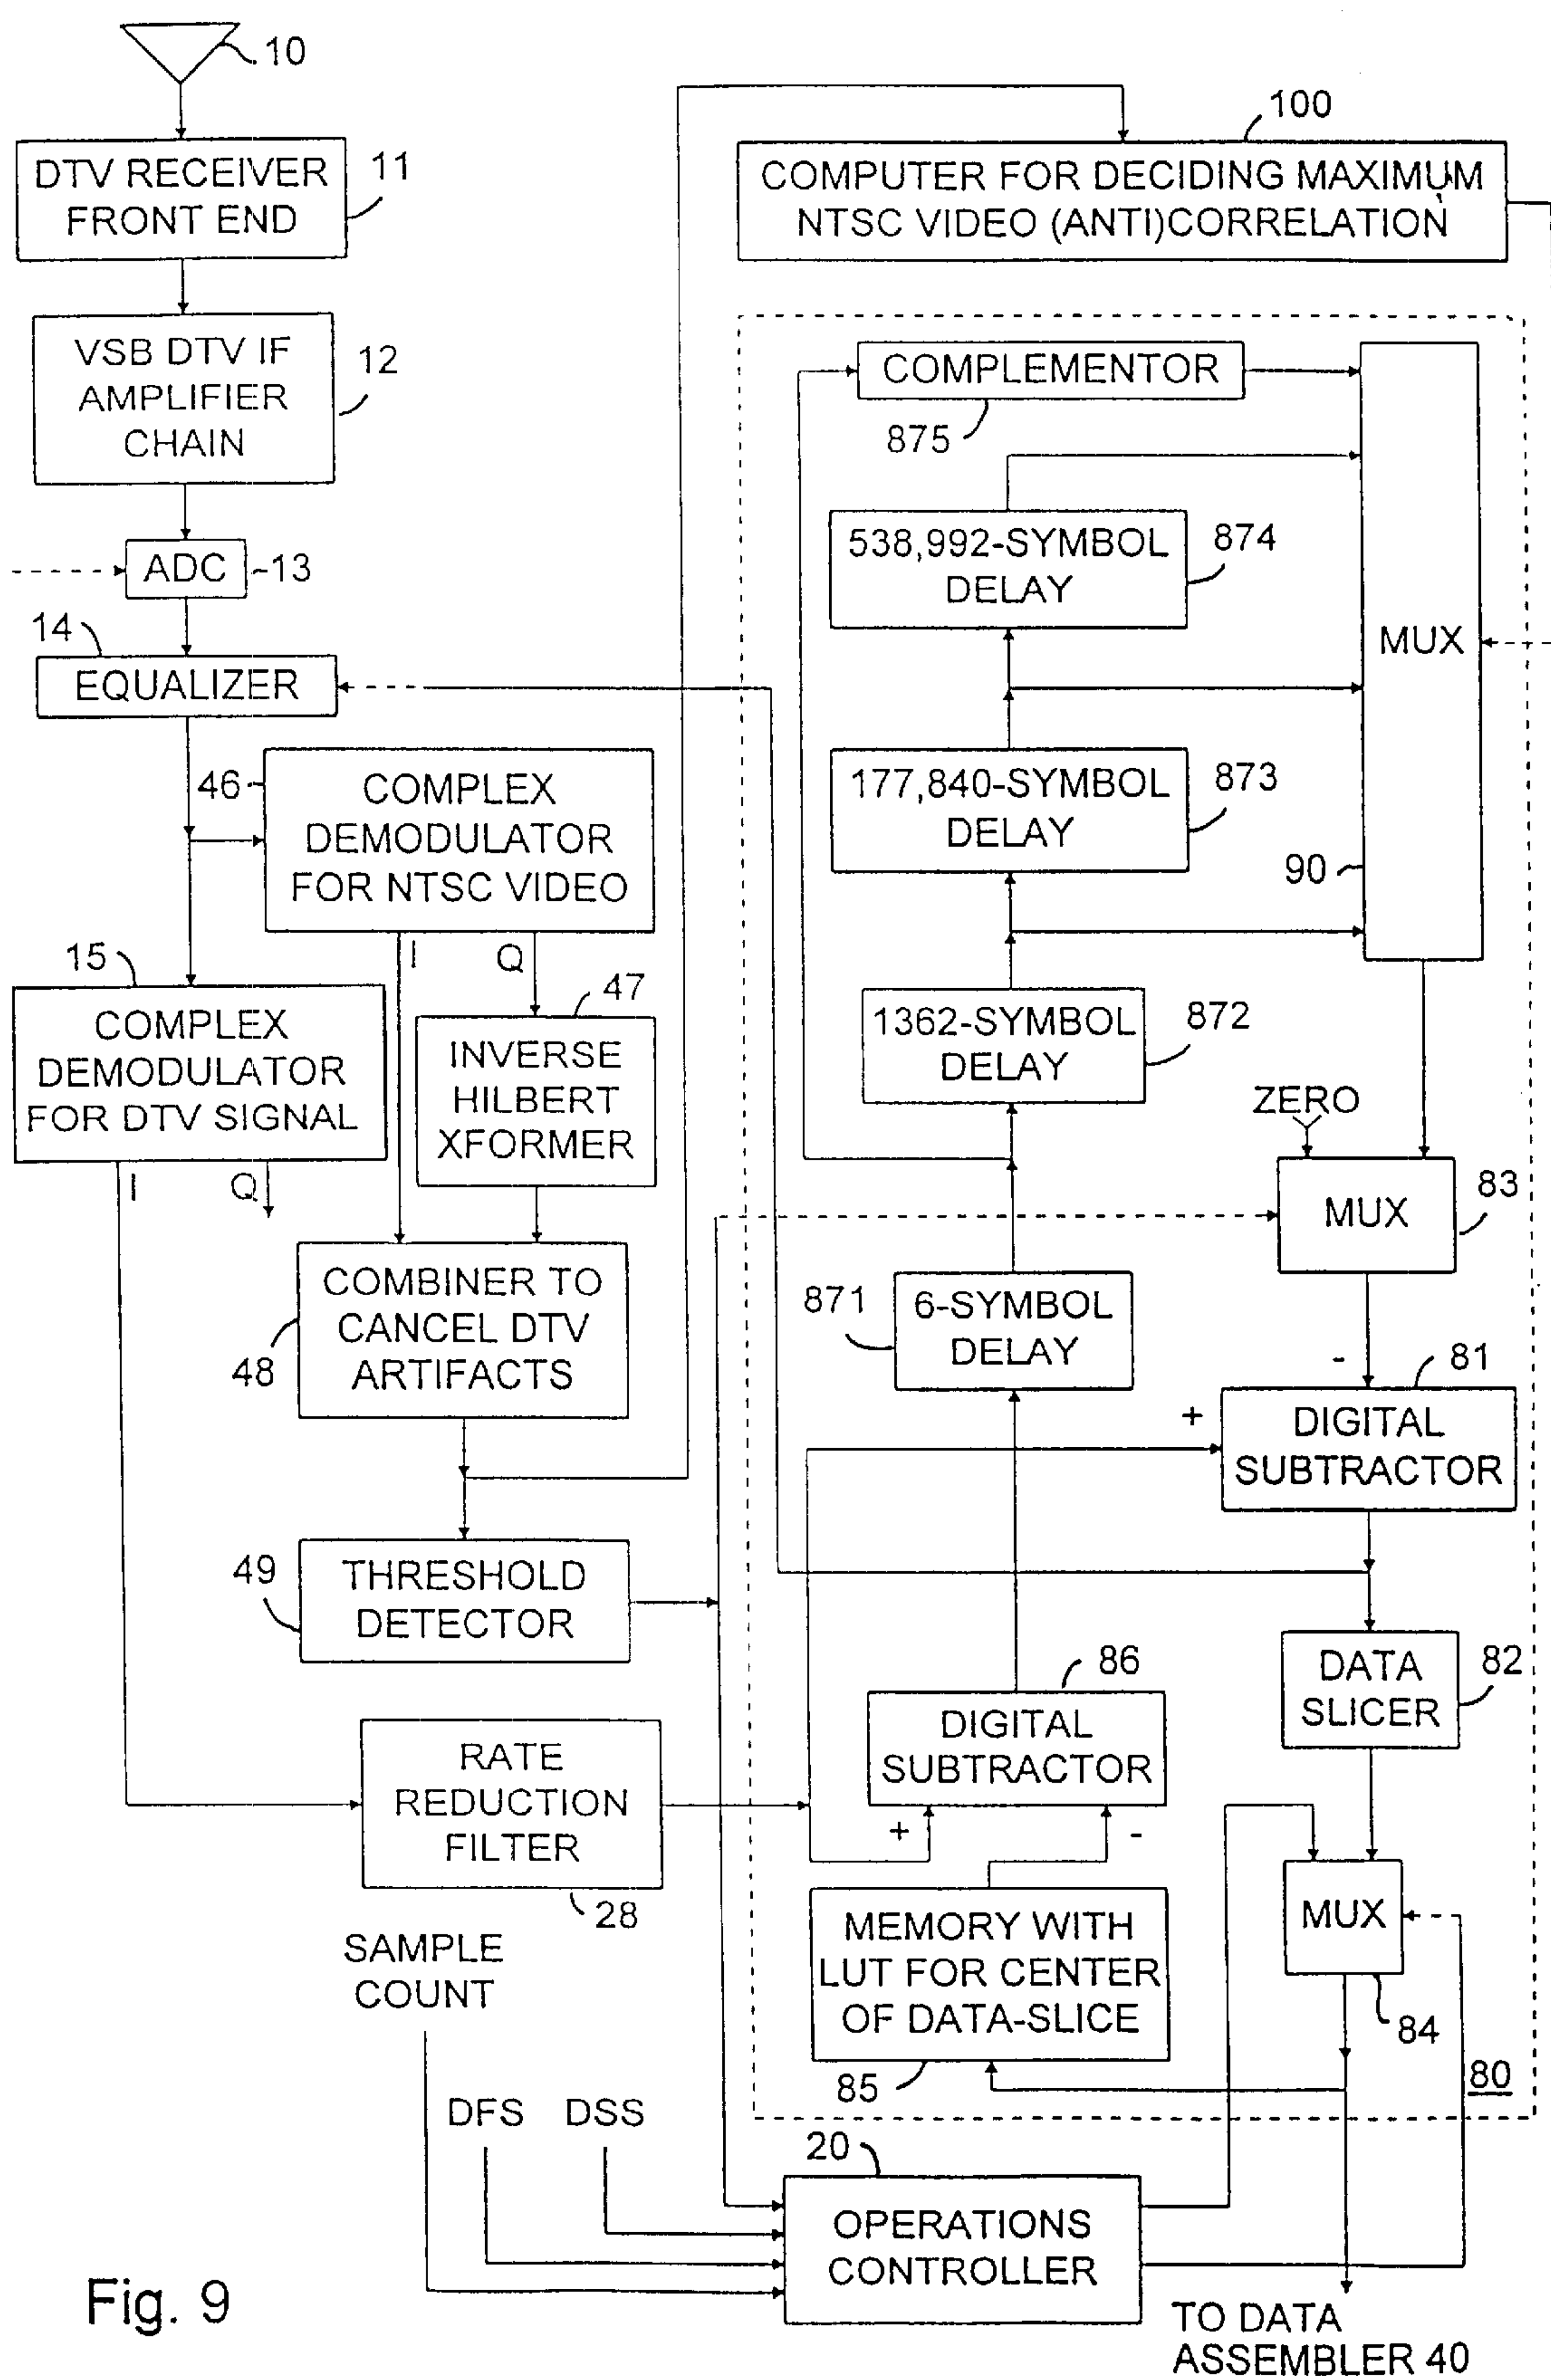 10
DTV RECEIVER
FRONT END
11
VSB DTV IF
AMPLIFIER
CHAIN
12
ADC
13
14
EQUALIZER
46
COMPLEX
DEMODULATOR
FOR NTSC VIDEO
I
Q
15
COMPLEX
DEMODULATOR
FOR DTV SIGNAL
I
Q
47
INVERSE
HILBERT
XFORMER
COMBINER TO
CANCEL DTV
ARTIFACTS
48
49
THRESHOLD
DETECTOR
RATE
REDUCTION
FILTER
28
SAMPLE
COUNT
DFS
DSS
20
OPERATIONS
CONTROLLER
100
COMPUTER FOR DECIDING MAXIMUM
NTSC VIDEO (ANTI)CORRELATION
COMPLEMENTOR
875
538,992-SYMBOL
DELAY
874
MUX
177,840-SYMBOL
DELAY
873
90
1362-SYMBOL
DELAY
872
ZERO
MUX
83
871
6-SYMBOL
DELAY
-
81
+
DIGITAL
SUBTRACTOR
DATA
SLICER
82
86
DIGITAL
SUBTRACTOR
+
-
MUX
84
MEMORY WITH
LUT FOR CENTER
OF DATA-SLICE
85
80
TO DATA
ASSEMBLER 40
Fig. 9